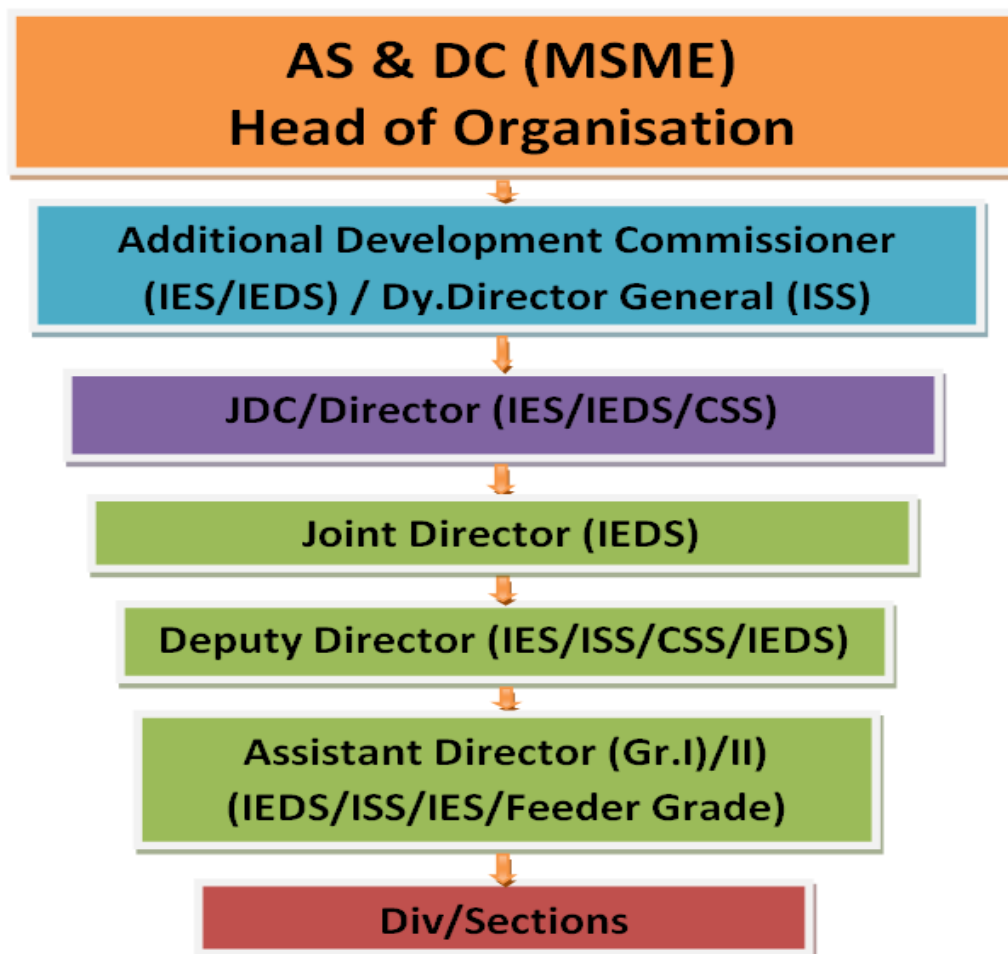 AS & DC (MSME)
Head of Organisation
Additional Development Commissioner
(IES/IEDS) / Dy.Director General (ISS)
JDC/Director (IES/IEDS/CSS)
Joint Director (IEDS)
Deputy Director (IES/ISS/CSS/IEDS)
Assistant Director (Gr.I)/II)
(IEDS/ISS/IES/Feeder Grade)
Div/Sections